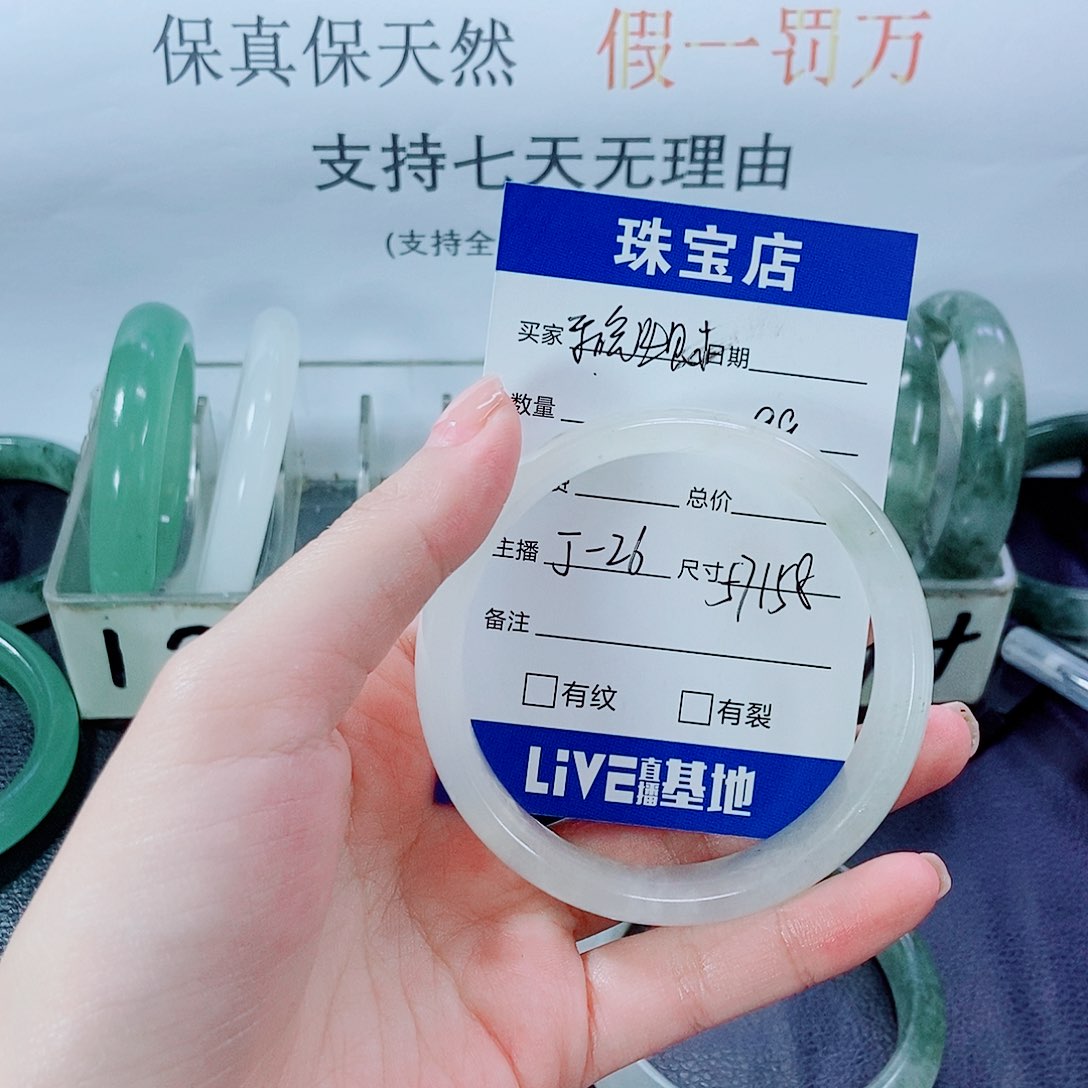 保真保天然 假一罚万
支持七天无理由
(支持全
珠宝店
买家 日期
数量
总价
主播 J-26 尺寸 57/58
备注
有纹 有裂
LiVE直播基地